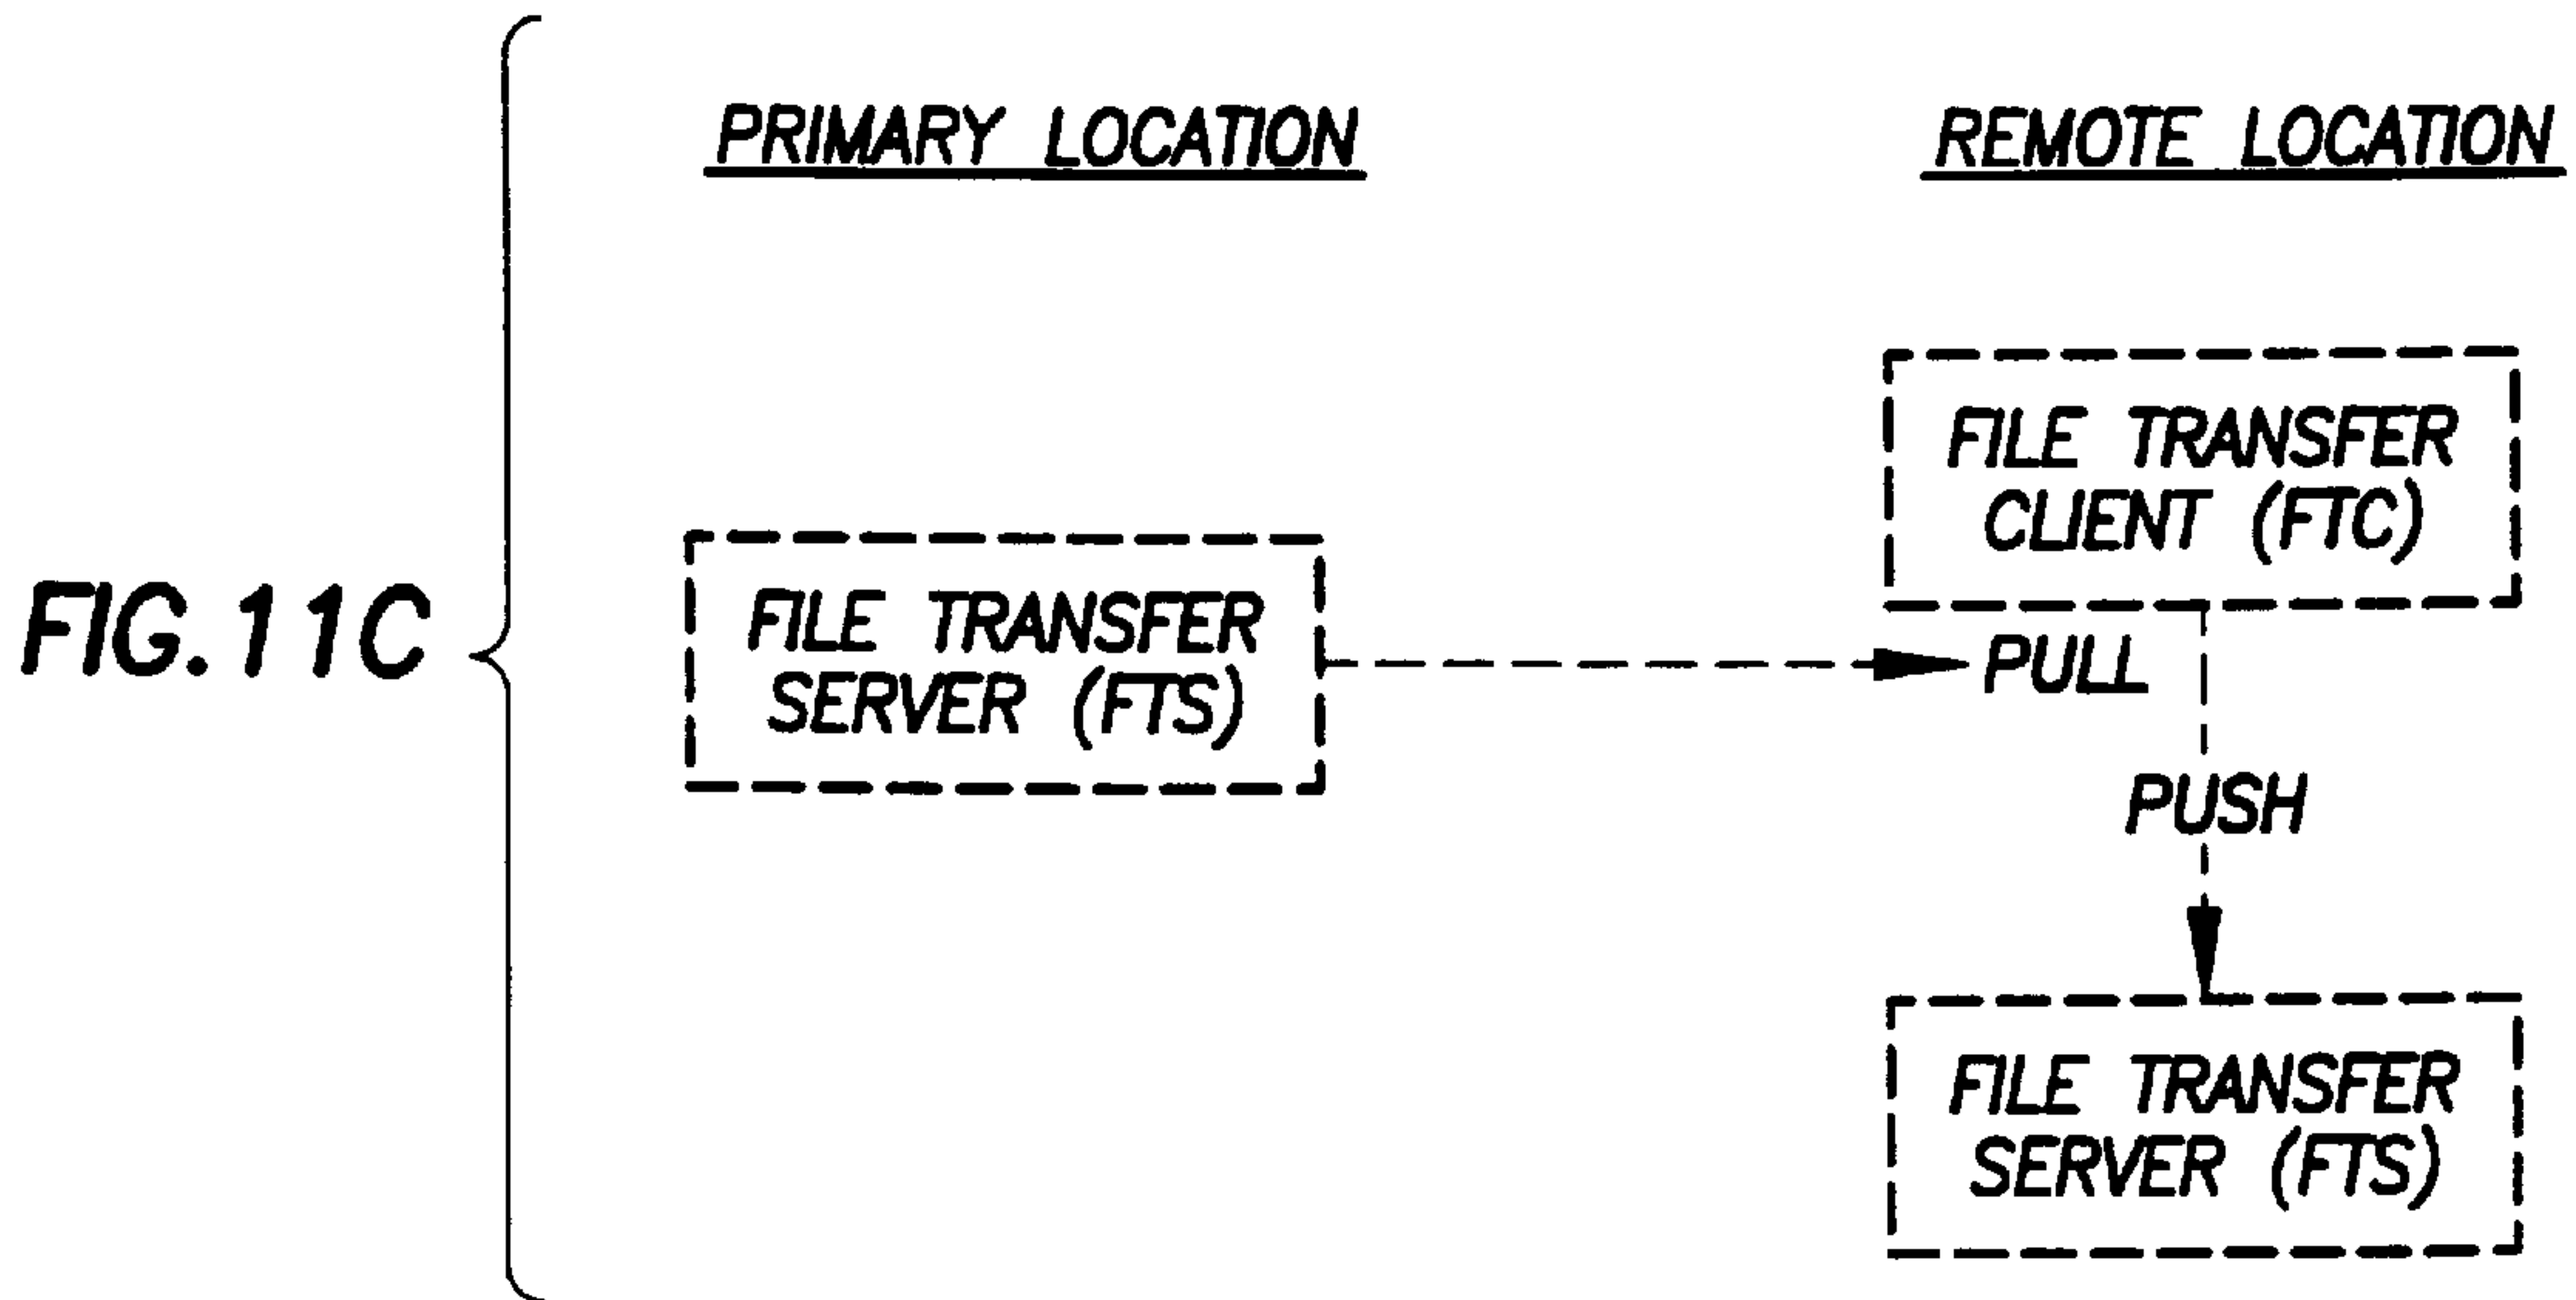 PRIMARY LOCATION
REMOTE LOCATION
FILE TRANSFER
CLIENT (FTC)
FIG. 11C
FILE TRANSFER
SERVER (FTS)
PULL
PUSH
FILE TRANSFER
SERVER (FTS)